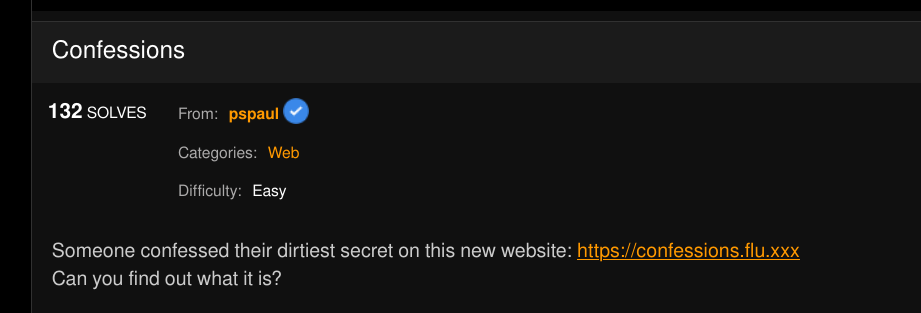 Confessions
132 SOLVES
From: pspaul
Categories: Web
Difficulty: Easy
Someone confessed their dirtiest secret on this new website: https://confessions.flu.xxx
Can you find out what it is?